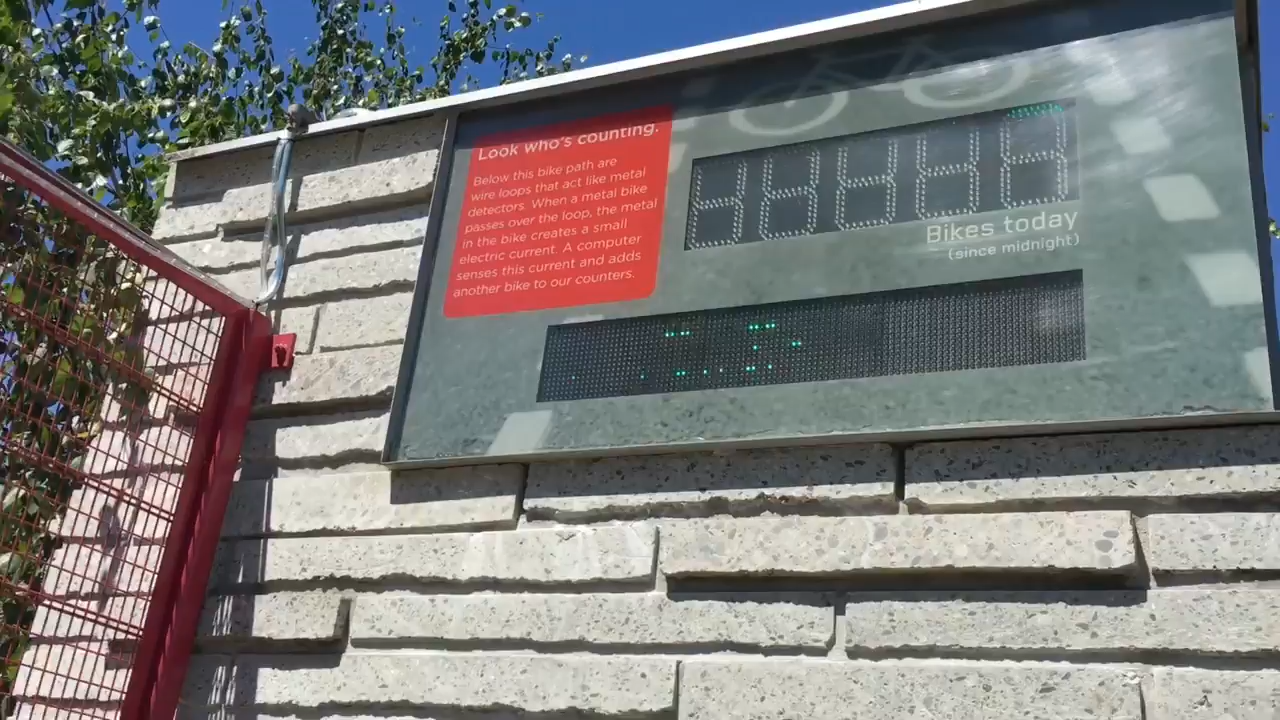 Look who's counting.
Below this bike path are
wire loops that act like metal
detectors. When a metal bike
passes over the loop, the metal
in the bike creates a small
electric current. A computer
senses this current and adds
another bike to our counters.
Bikes today
(since midnight)